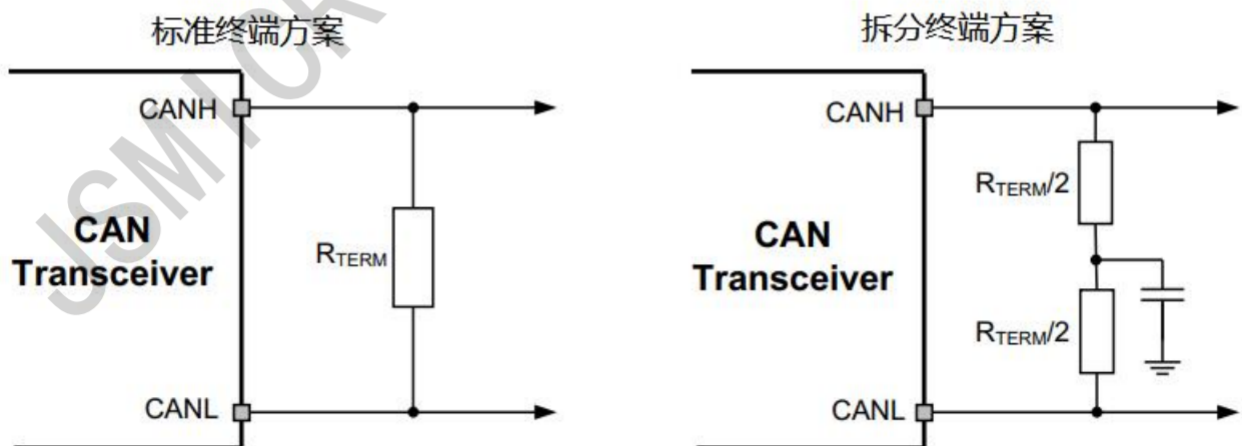 标准终端方案
CANH
CAN
Transceiver
RTERM
CANL
拆分终端方案
CANH
RTERM/2
CAN
Transceiver
RTERM/2
CANL